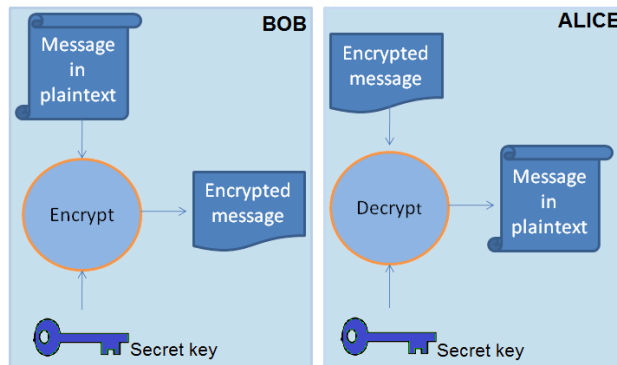 BOB
Message
in
plaintext
Encrypt
Encrypted
message
Secret key
ALICE
Encrypted
message
Decrypt
Message
in
plaintext
Secret key